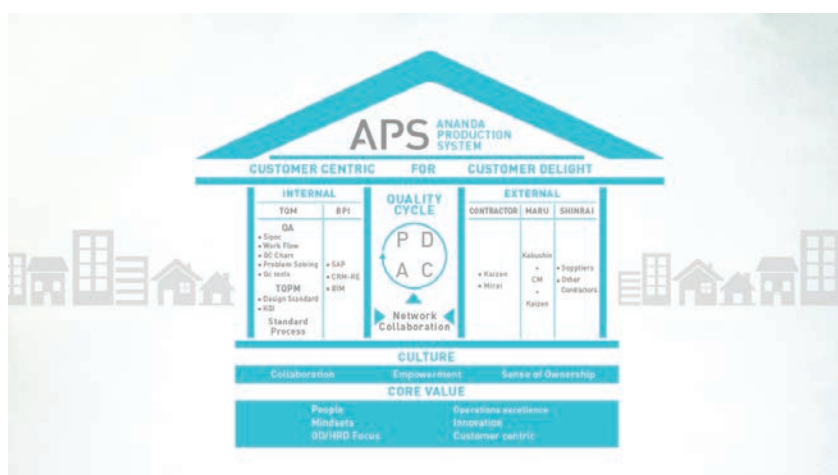 APS
ANANDA
PRODUCTION
SYSTEM
CUSTOMER CENTRIC FOR CUSTOMER DELIGHT
INTERNAL
TQM
BPI
QA
• Sipoc
• Work Flow
• QC Chart
• Problem Solving
• Qc tools
TQPM
• Design Standard
• KDI
Standard
Process
• SAP
• CRM-RE
• BIM
QUALITY
CYCLE
P D
A C
Network
Collaboration
EXTERNAL
CONTRACTOR
MARU
SHINRAI
• Kaizen
• Mirai
Kakushin
+
CM
+
Kaizen
• Suppliers
• Other
Contractors
CULTURE
Collaboration Empowerment Sense of Ownership
CORE VALUE
People Operations excellence
Mindsets Innovation
OD/HRD Focus Customer centric